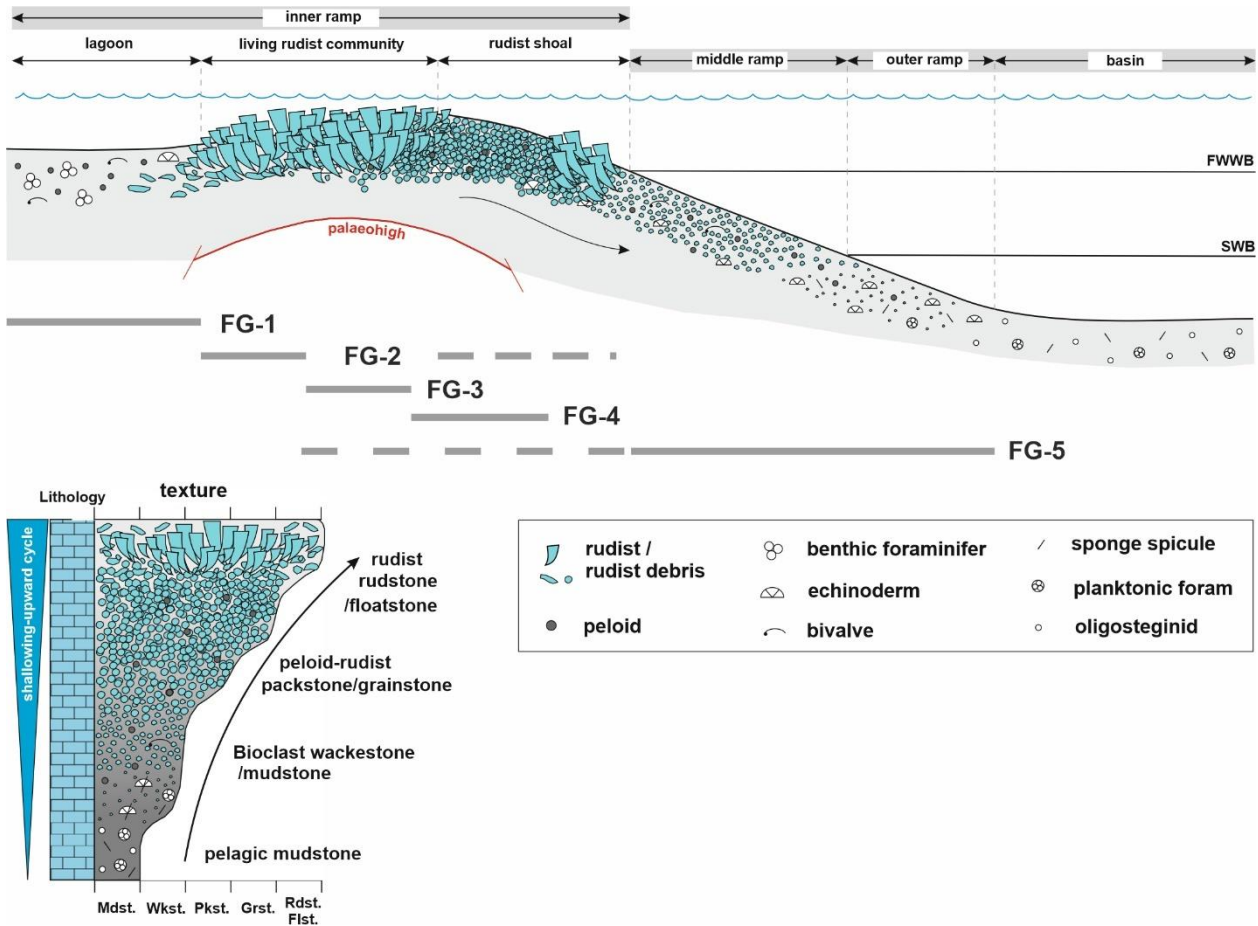 inner ramp
lagoon
living rudist community
rudist shoal
middle ramp
outer ramp
basin
FWWB
SWB
palaeohigh
FG-1
FG-2
FG-3
FG-4
FG-5
Lithology
texture
shallowing-upward cycle
rudist
rudstone
/floatstone
peloid-rudist
packstone/grainstone
Bioclast wackestone
/mudstone
pelagic mudstone
Mdst.
Wkst.
Pkst.
Grst.
Rdst.
Flst.
rudist /
rudist debris
peloid
benthic foraminifer
echinoderm
bivalve
sponge spicule
planktonic foram
oligosteginid